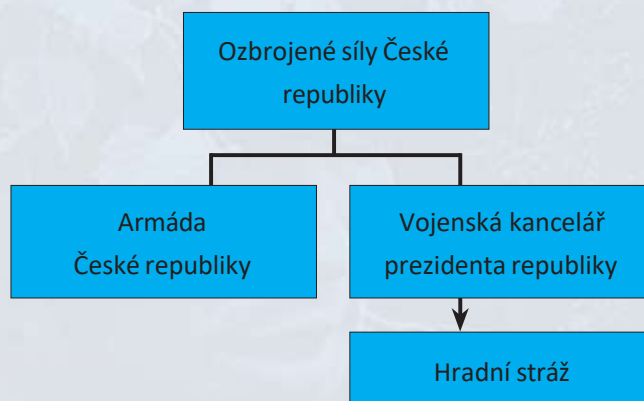 Ozbrojené síly České
republiky
Armáda
České republiky
Vojenská kancelář
prezidenta republiky
Hradní stráž